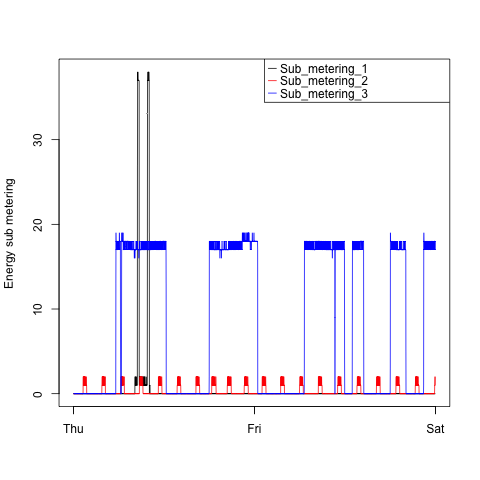 Sub_metering_1
Sub_metering_2
Sub_metering_3
Energy sub metering
30
20
10
0
Thu
Fri
Sat